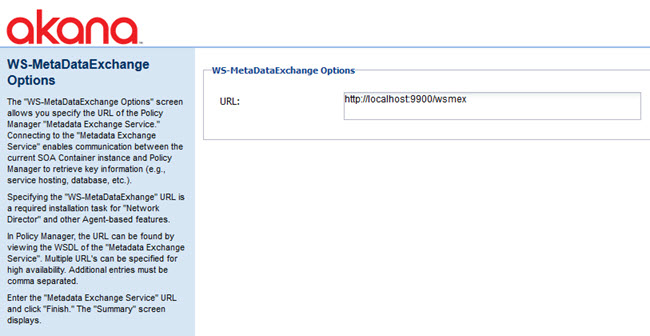 akana
WS-MetaDataExchange
Options
The "WS-MetaDataExchange Options" screen
allows you specify the URL of the Policy
Manager "Metadata Exchange Service."
Connecting to the "Metadata Exchange
Service" enables communication between the
current SOA Container instance and Policy
Manager to retrieve key information (e.g.,
service hosting, database, etc.).
Specifying the "WS-MetaDataExhange" URL is
a required installation task for "Network
Director" and other Agent-based features.
In Policy Manager, the URL can be found by
viewing the WSDL of the "Metadata Exchange
Service". Multiple URL's can be specified for
high availability. Additional entries must be
comma separated.
Enter the "Metadata Exchange Service" URL
and click "Finish." The "Summary" screen
displays.
WS-MetaDataExchange Options
URL:
http://localhost:9900/wsmex